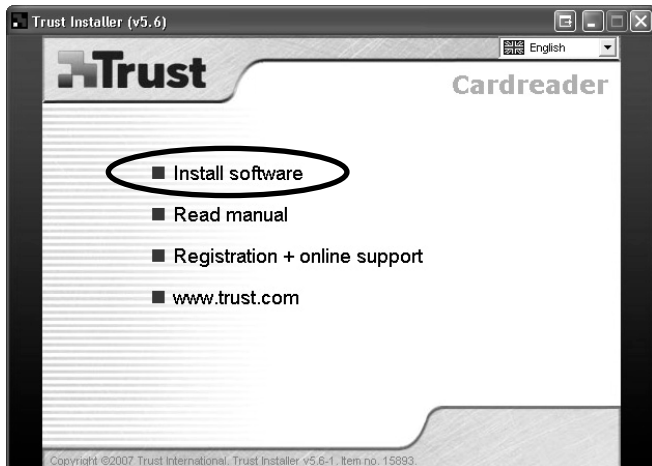 Trust Installer (v5.6)
English
Trust
Cardreader
Install software
Read manual
Registration + online support
www.trust.com
Copyright ©2007 Trust International. Trust Installer v5.6-1. Item no. 15893.